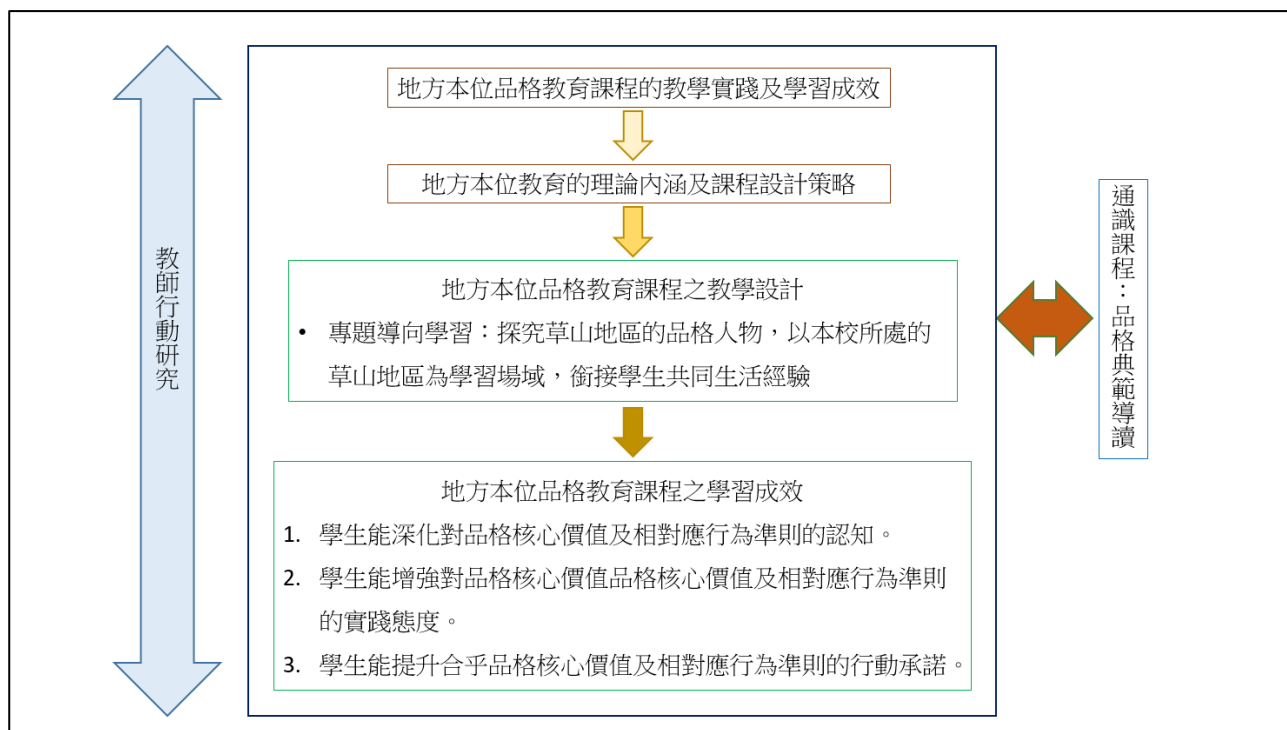 教師行動研究
地方本位品格教育課程的教學實踐及學習成效
地方本位教育的理論內涵及課程設計策略
地方本位品格教育課程之教學設計
• 專題導向學習：探究草山地區的品格人物，以本校所處的
草山地區為學習場域，銜接學生共同生活經驗
地方本位品格教育課程之學習成效
1. 學生能深化對品格核心價值及相對應行為準則的認知。
2. 學生能增強對品格核心價值品格核心價值及相對應行為準則
的實踐態度。
3. 學生能提升合乎品格核心價值及相對應行為準則的行動承諾。
通識課程：品格典範導讀